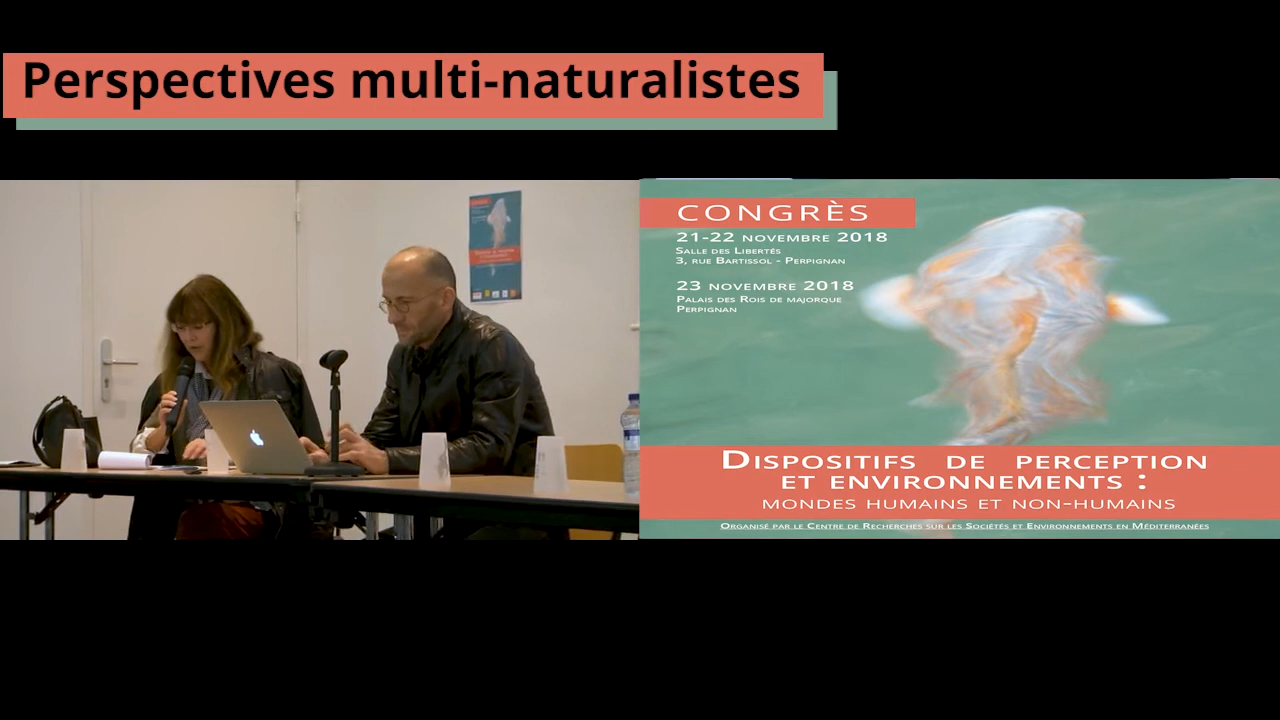 Perspectives multi-naturalistes
CONGRÈS
21-22 NOVEMBRE 2018
SALLE DES LIBERTÉS
3, RUE BARTISSOL - PERPIGNAN
23 NOVEMBRE 2018
PALAIS DES ROIS DE MAJORQUE
PERPIGNAN
DISPOSITIFS DE PERCEPTION
ET ENVIRONNEMENTS :
MONDES HUMAINS ET NON-HUMAINS
ORGANISÉ PAR LE CENTRE DE RECHERCHES SUR LES SOCIÉTÉS ET ENVIRONNEMENTS EN MÉDITERRANÉES